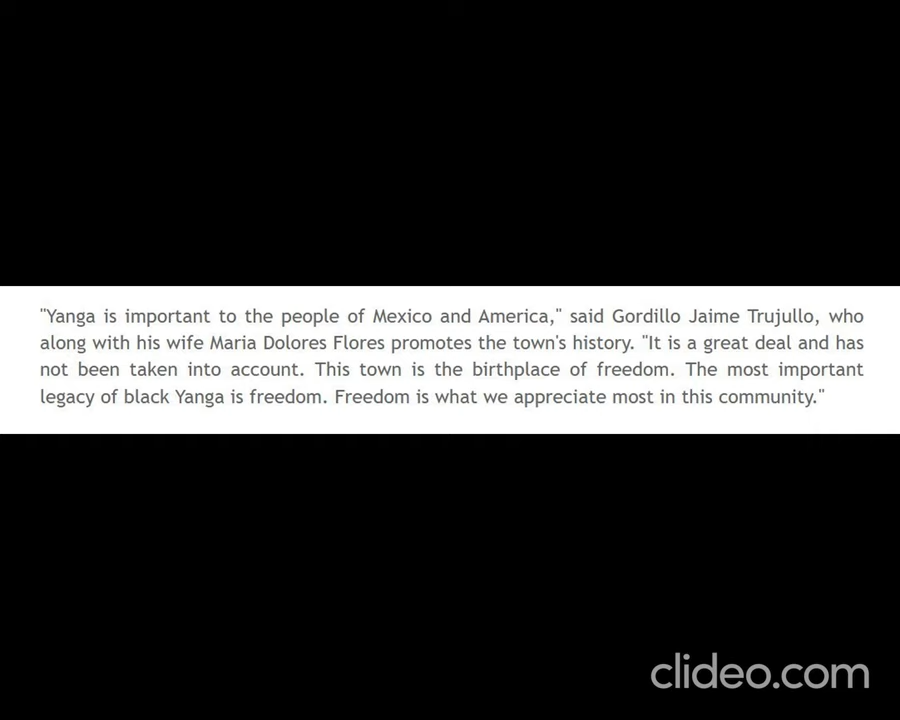 "Yanga is important to the people of Mexico and America," said Gordillo Jaime Trujullo, who
along with his wife Maria Dolores Flores promotes the town's history. "It is a great deal and has
not been taken into account. This town is the birthplace of freedom. The most important
legacy of black Yanga is freedom. Freedom is what we appreciate most in this community."
clideo.com